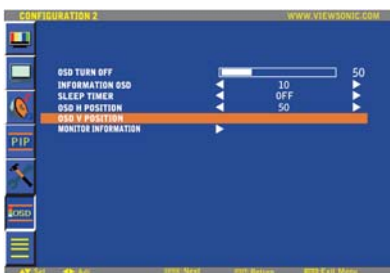 CONFIGURATION 2 WWW.VIEWSONIC.COM
OSD TURN OFF 50
INFORMATION OSD 10
SLEEP TIMER OFF
OSD H POSITION 50
OSD V POSITION
MONITOR INFORMATION
PIP
OSD
Sel Adj Next Return Exit Menu